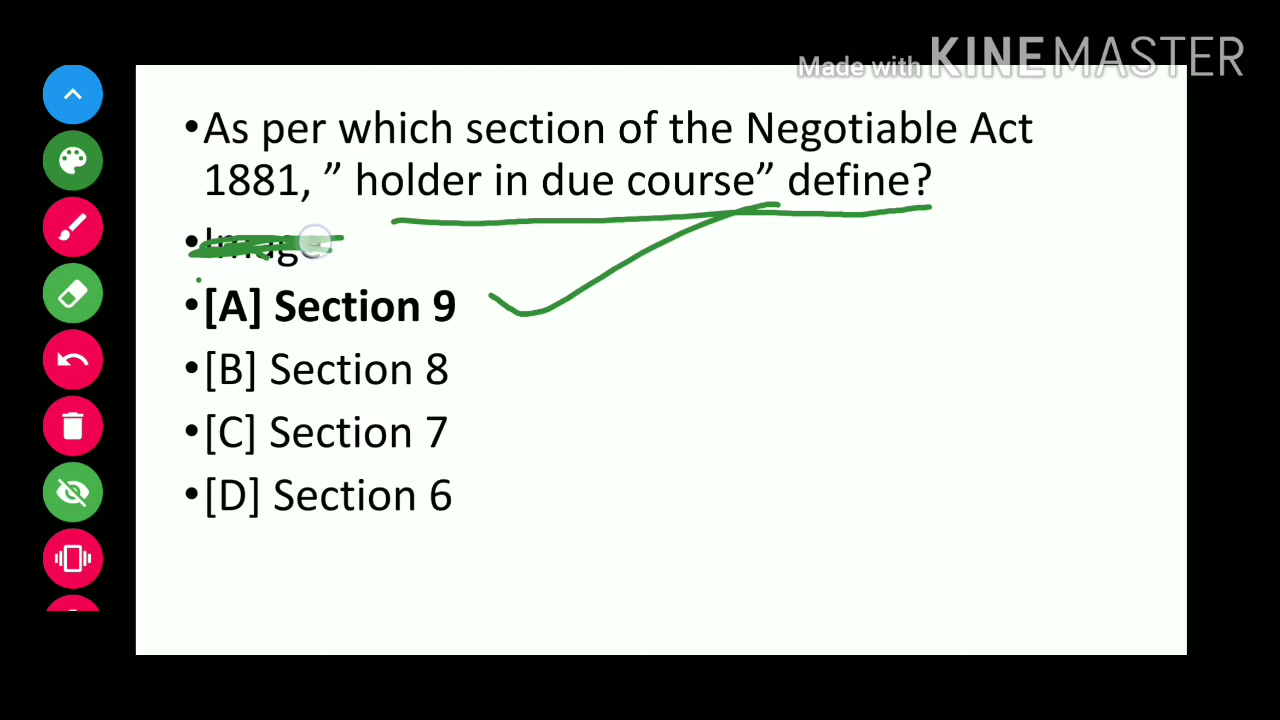 Made with KINEMASTER
•As per which section of the Negotiable Act
1881, ” holder in due course” define?
•Image
•[A] Section 9
•[B] Section 8
•[C] Section 7
•[D] Section 6